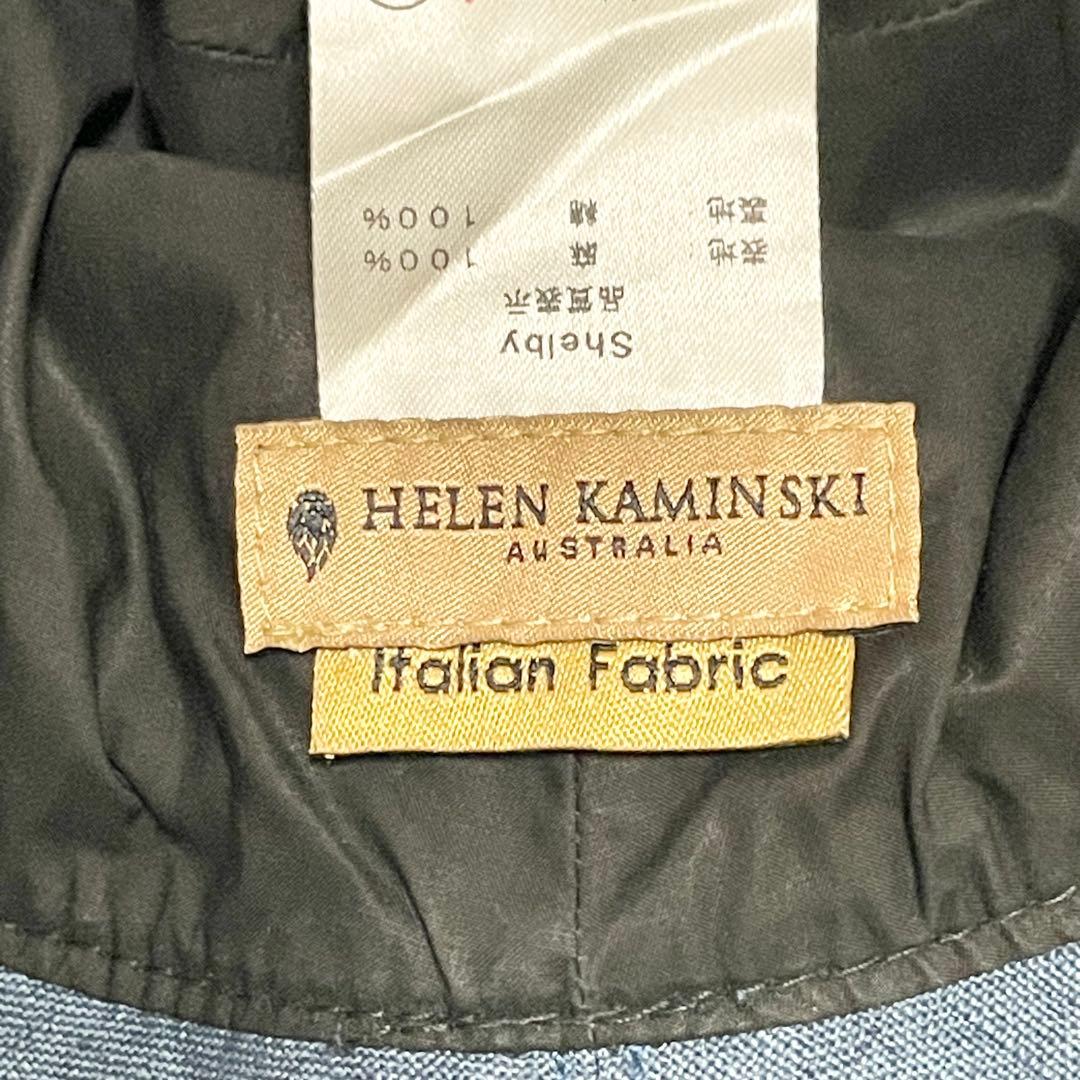 Shelby
品質表示
表地 麻 100%
裏地 綿 100%
HELEN KAMINSKI
AUSTRALIA
Italian Fabric